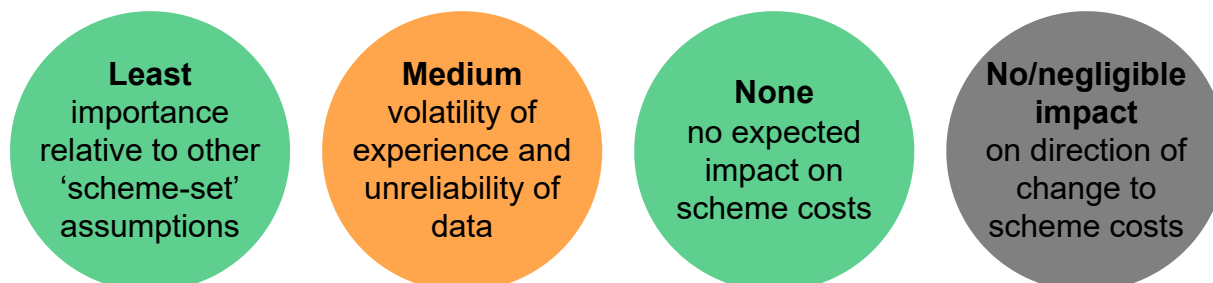 Least
importance
relative to other
‘scheme-set’
assumptions
Medium
volatility of
experience and
unreliability of
data
None
no expected
impact on
scheme costs
No/negligible
impact
on direction of
change to
scheme costs